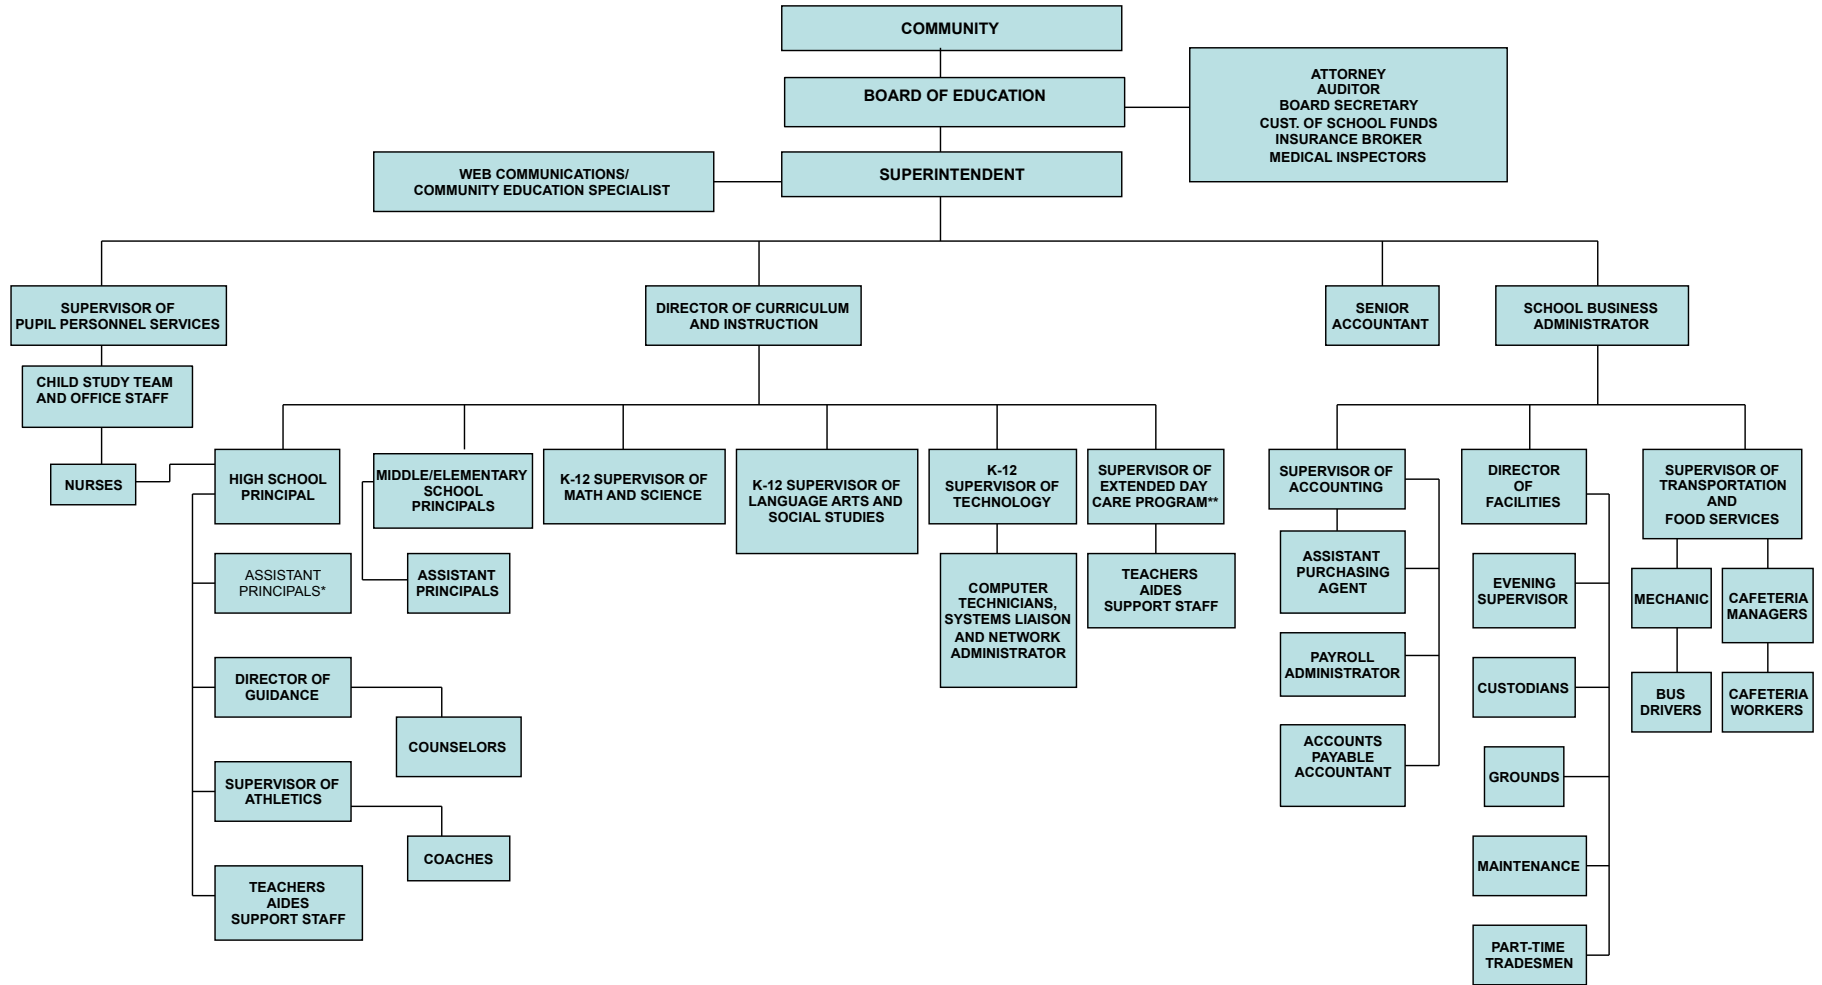 COMMUNITY
BOARD OF EDUCATION
ATTORNEY
AUDITOR
BOARD SECRETARY
CUST. OF SCHOOL FUNDS
INSURANCE BROKER
MEDICAL INSPECTORS
WEB COMMUNICATIONS/
COMMUNITY EDUCATION SPECIALIST
SUPERINTENDENT
SUPERVISOR OF
PUPIL PERSONNEL SERVICES
DIRECTOR OF CURRICULUM
AND INSTRUCTION
SENIOR
ACCOUNTANT
SCHOOL BUSINESS
ADMINISTRATOR
CHILD STUDY TEAM
AND OFFICE STAFF
NURSES
HIGH SCHOOL
PRINCIPAL
MIDDLE/ELEMENTARY
SCHOOL
PRINCIPALS
K-12 SUPERVISOR OF
MATH AND SCIENCE
K-12 SUPERVISOR OF
LANGUAGE ARTS AND
SOCIAL STUDIES
K-12
SUPERVISOR OF
TECHNOLOGY
SUPERVISOR OF
EXTENDED DAY
CARE PROGRAM**
SUPERVISOR OF
ACCOUNTING
DIRECTOR
OF
FACILITIES
SUPERVISOR OF
TRANSPORTATION
AND
FOOD SERVICES
ASSISTANT
PRINCIPALS*
ASSISTANT
PRINCIPALS
COMPUTER
TECHNICIANS,
SYSTEMS LIAISON
AND NETWORK
ADMINISTRATOR
TEACHERS
AIDES
SUPPORT STAFF
ASSISTANT
PURCHASING
AGENT
EVENING
SUPERVISOR
MECHANIC
CAFETERIA
MANAGERS
DIRECTOR OF
GUIDANCE
COUNSELORS
PAYROLL
ADMINISTRATOR
CUSTODIANS
BUS
DRIVERS
CAFETERIA
WORKERS
SUPERVISOR OF
ATHLETICS
COACHES
ACCOUNTS
PAYABLE
ACCOUNTANT
GROUNDS
TEACHERS
AIDES
SUPPORT STAFF
MAINTENANCE
PART-TIME
TRADESMEN